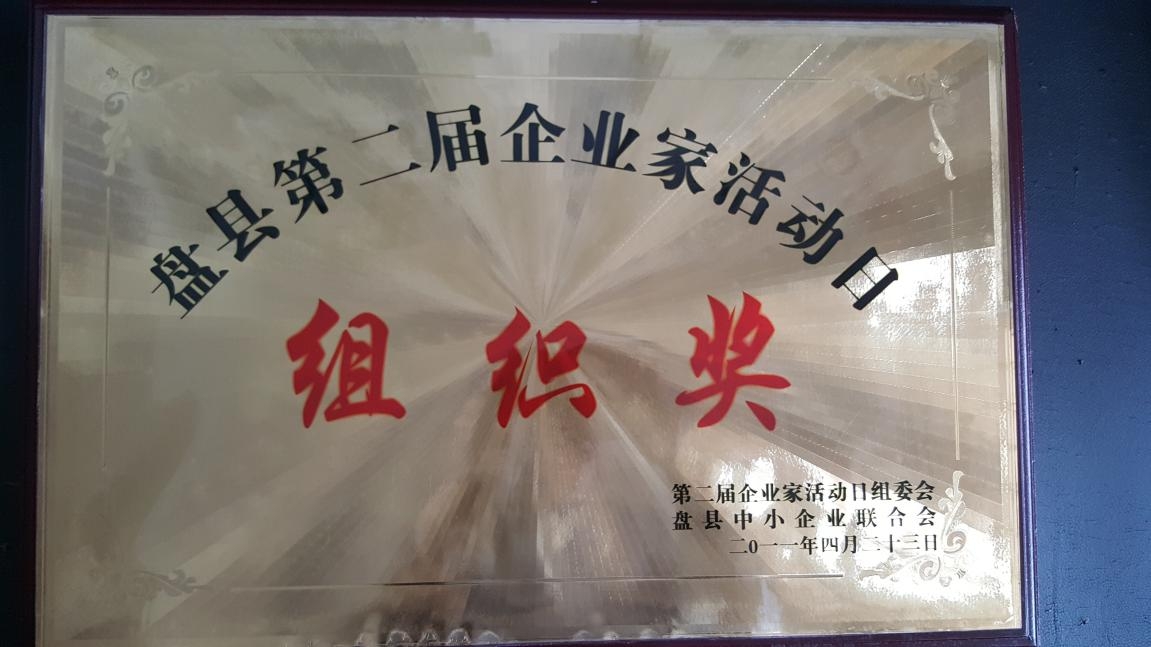 盘县第二届企业家活动日
组织奖
第二届企业家活动日组委会
盘县中小企业联合会
二0一一年四月二十三日